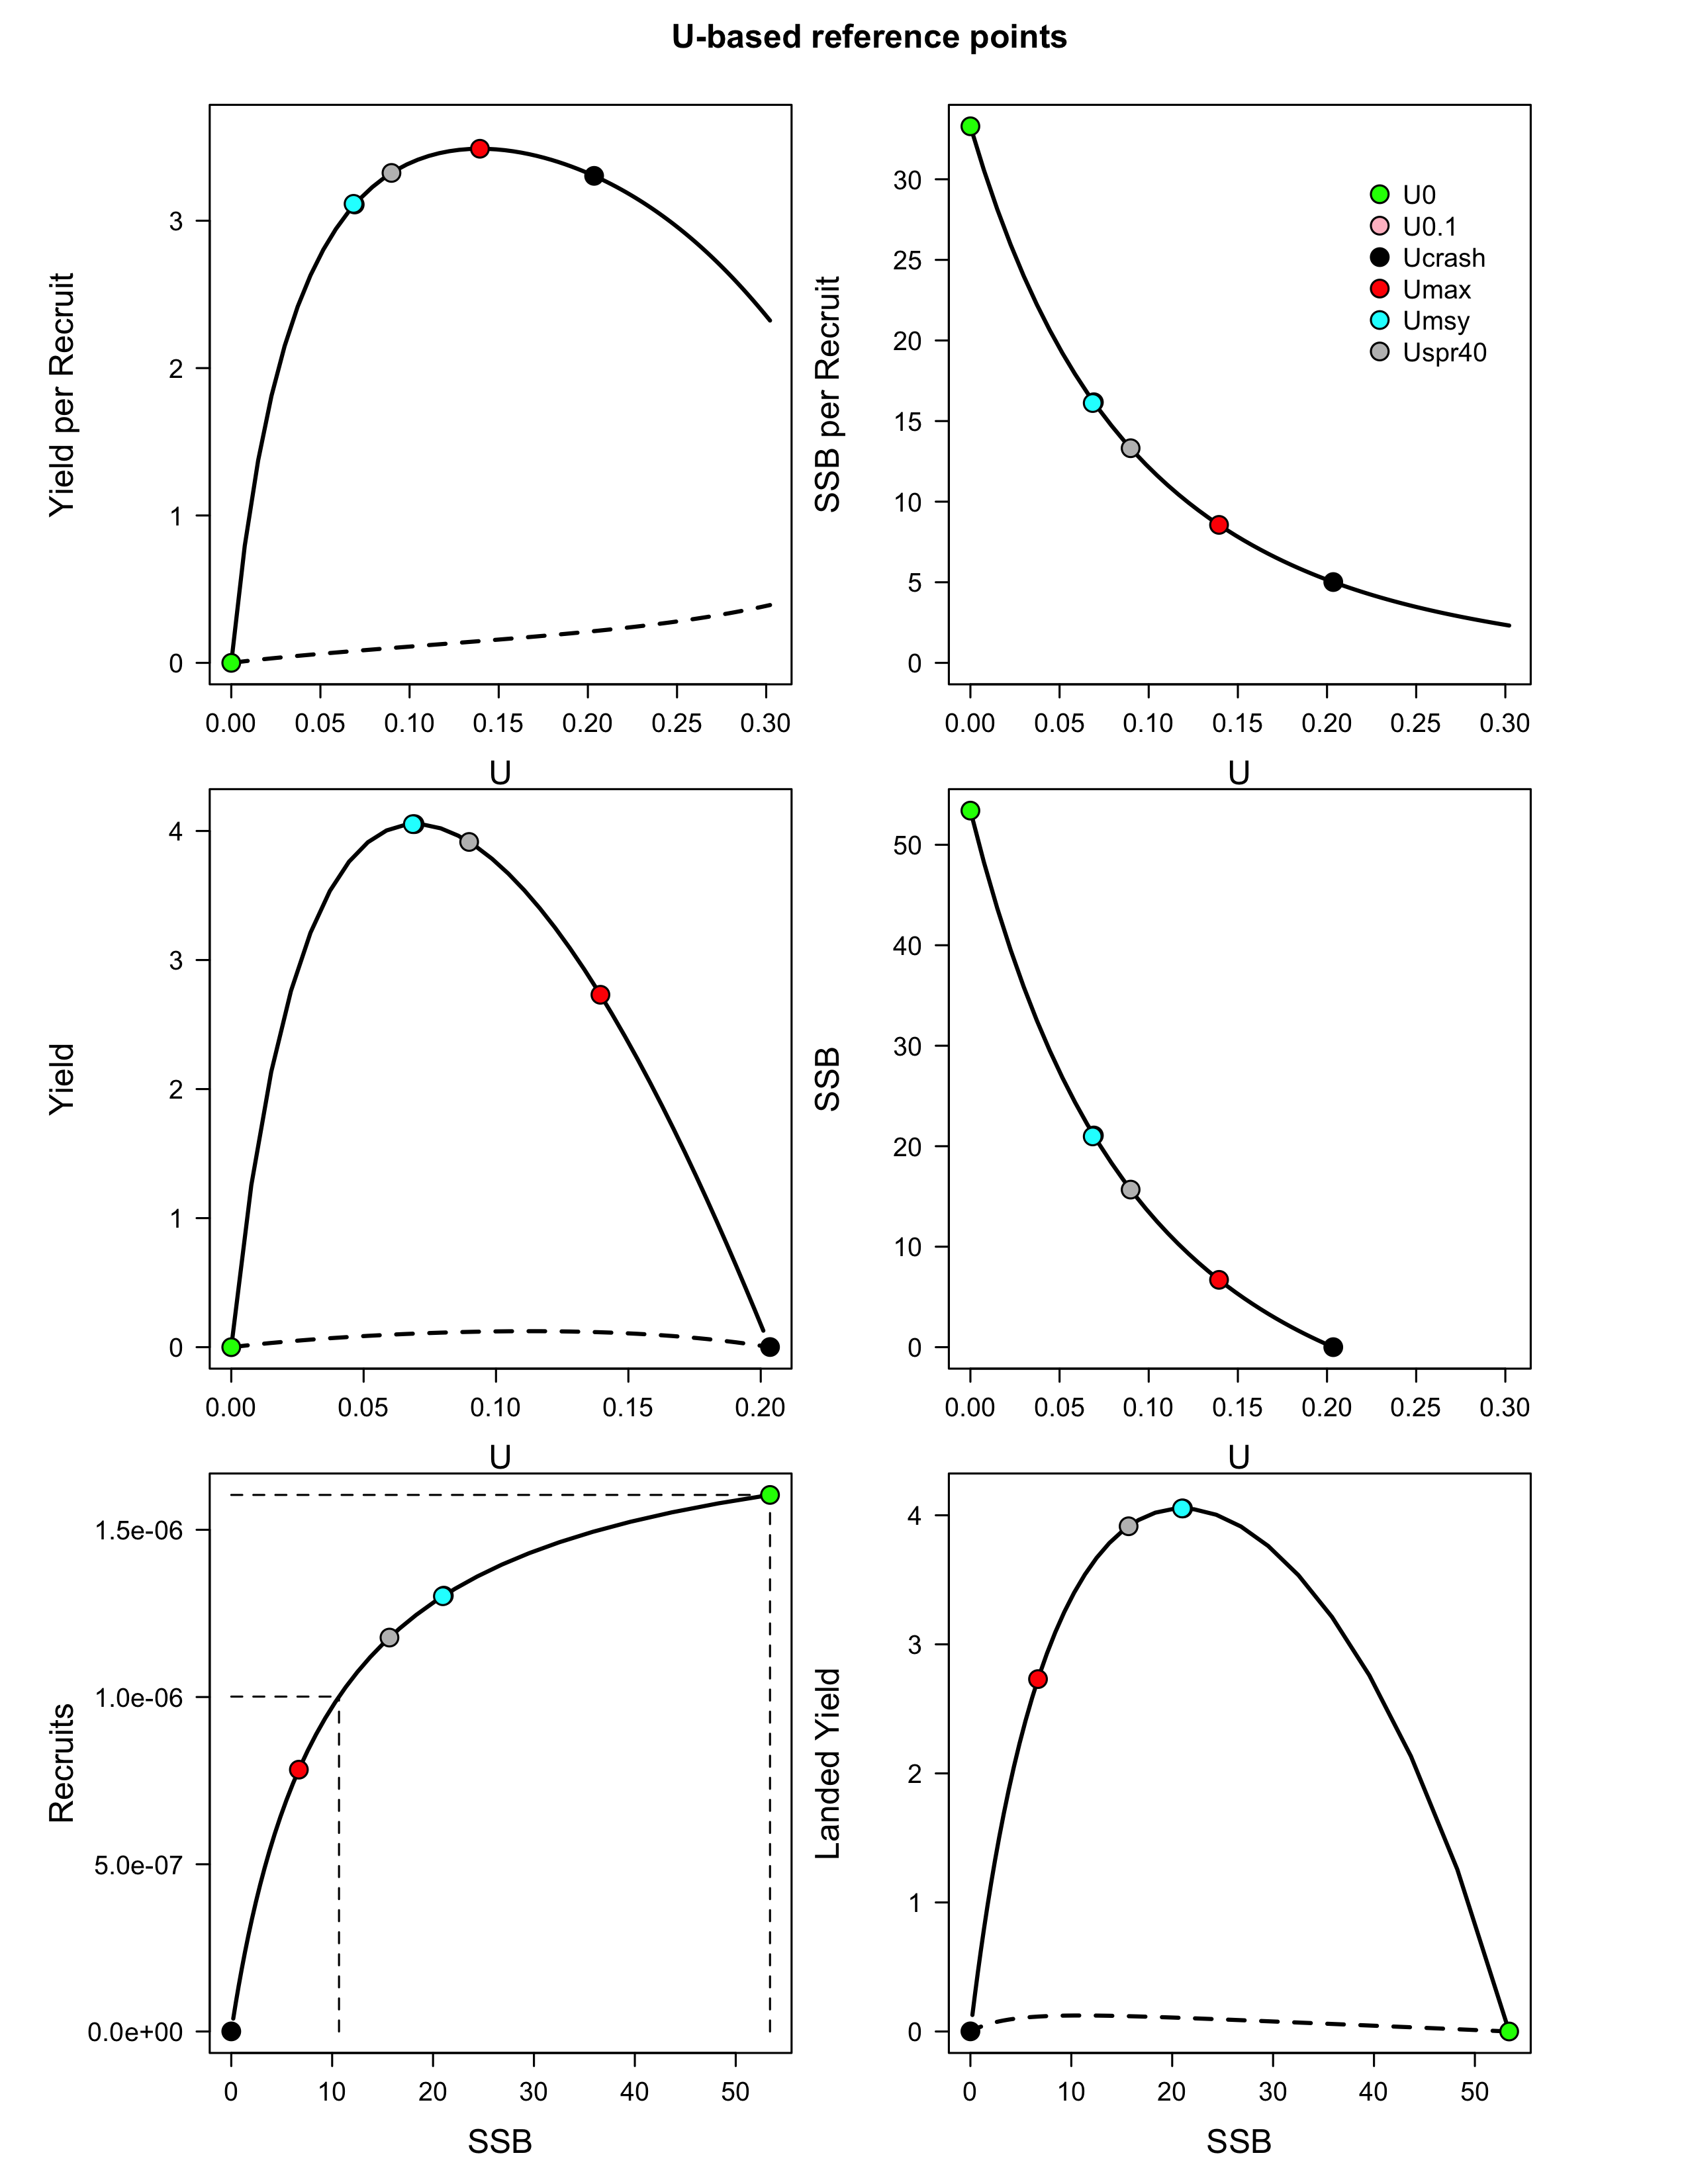 U-based reference points
Yield per Recruit
3
2
1
0
0.00 0.05 0.10 0.15 0.20 0.25 0.30
U
SSB per Recruit
30
25
20
15
10
5
0
U0
U0.1
Ucrash
Umax
Umsy
Uspr40
0.00 0.05 0.10 0.15 0.20 0.25 0.30
U
Yield
4
3
2
1
0
0.00 0.05 0.10 0.15 0.20
U
SSB
50
40
30
20
10
0
0.00 0.05 0.10 0.15 0.20 0.25 0.30
U
Recruits
1.5e-06
1.0e-06
5.0e-07
0.0e+00
0 10 20 30 40 50
SSB
Landed Yield
4
3
2
1
0
0 10 20 30 40 50
SSB